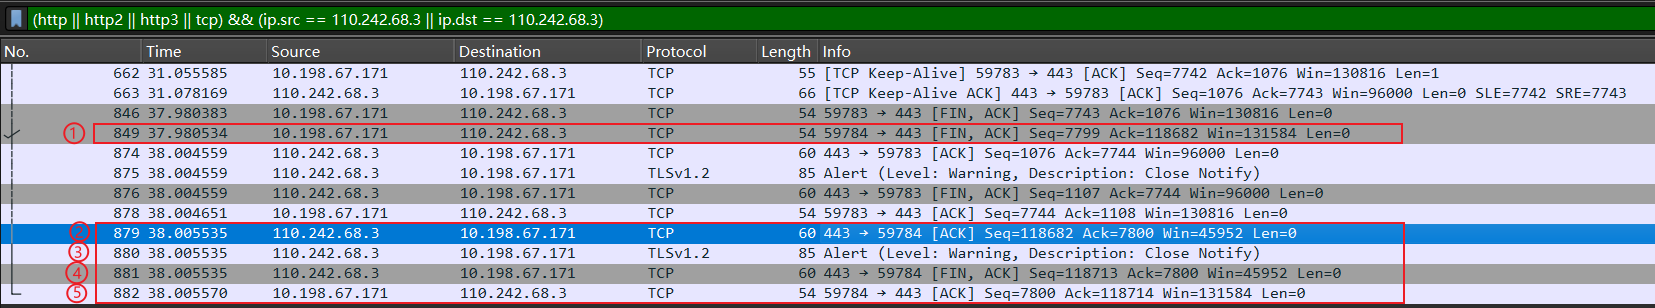 (http || http2 || http3 || tcp) && (ip.src == 110.242.68.3 || ip.dst == 110.242.68.3)
No. Time Source Destination Protocol Length Info
662 31.055585 10.198.67.171 110.242.68.3 TCP 55 [TCP Keep-Alive] 59783 → 443 [ACK] Seq=7742 Ack=1076 Win=130816 Len=1
663 31.078169 110.242.68.3 10.198.67.171 TCP 66 [TCP Keep-Alive ACK] 443 → 59783 [ACK] Seq=1076 Ack=7743 Win=96000 Len=0 SLE=7742 SRE=7743
846 37.980383 10.198.67.171 110.242.68.3 TCP 54 59783 → 443 [FIN, ACK] Seq=7743 Ack=1076 Win=130816 Len=0
① 849 37.980534 10.198.67.171 110.242.68.3 TCP 54 59784 → 443 [FIN, ACK] Seq=7799 Ack=118682 Win=131584 Len=0
874 38.004559 110.242.68.3 10.198.67.171 TCP 60 443 → 59783 [ACK] Seq=1076 Ack=7744 Win=96000 Len=0
875 38.004559 110.242.68.3 10.198.67.171 TLSv1.2 85 Alert (Level: Warning, Description: Close Notify)
876 38.004559 110.242.68.3 10.198.67.171 TCP 60 443 → 59783 [FIN, ACK] Seq=1107 Ack=7744 Win=96000 Len=0
878 38.004651 10.198.67.171 110.242.68.3 TCP 54 59783 → 443 [ACK] Seq=7744 Ack=1108 Win=130816 Len=0
② 879 38.005535 110.242.68.3 10.198.67.171 TCP 60 443 → 59784 [ACK] Seq=118682 Ack=7800 Win=45952 Len=0
③ 880 38.005535 110.242.68.3 10.198.67.171 TLSv1.2 85 Alert (Level: Warning, Description: Close Notify)
④ 881 38.005535 110.242.68.3 10.198.67.171 TCP 60 443 → 59784 [FIN, ACK] Seq=118713 Ack=7800 Win=45952 Len=0
⑤ 882 38.005570 10.198.67.171 110.242.68.3 TCP 54 59784 → 443 [ACK] Seq=7800 Ack=118714 Win=131584 Len=0